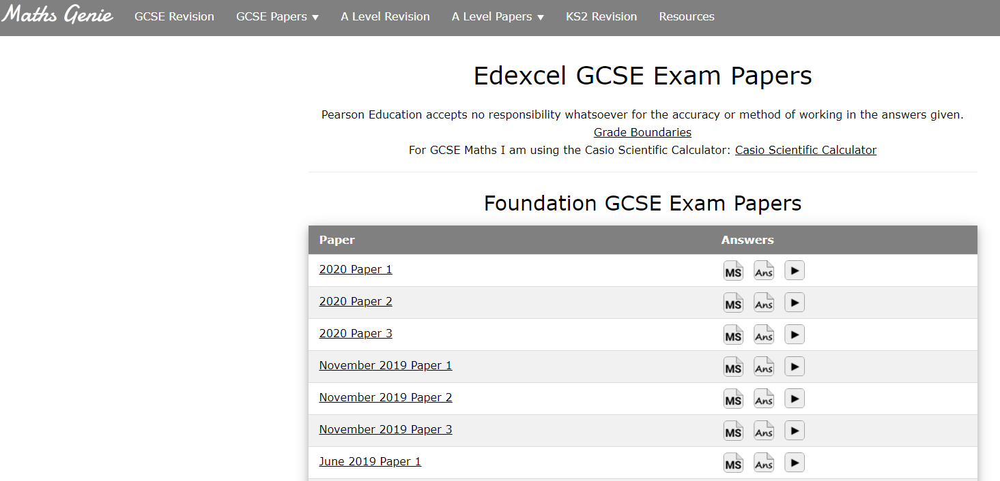 Maths Genie GCSE Revision GCSE Papers ▼ A Level Revision A Level Papers ▼ KS2 Revision Resources
Edexcel GCSE Exam Papers
Pearson Education accepts no responsibility whatsoever for the accuracy or method of working in the answers given.
Grade Boundaries
For GCSE Maths I am using the Casio Scientific Calculator: Casio Scientific Calculator
Foundation GCSE Exam Papers
Paper Answers
2020 Paper 1 MS Ans
2020 Paper 2 MS Ans
2020 Paper 3 MS Ans
November 2019 Paper 1 MS Ans
November 2019 Paper 2 MS Ans
November 2019 Paper 3 MS Ans
June 2019 Paper 1 MS Ans